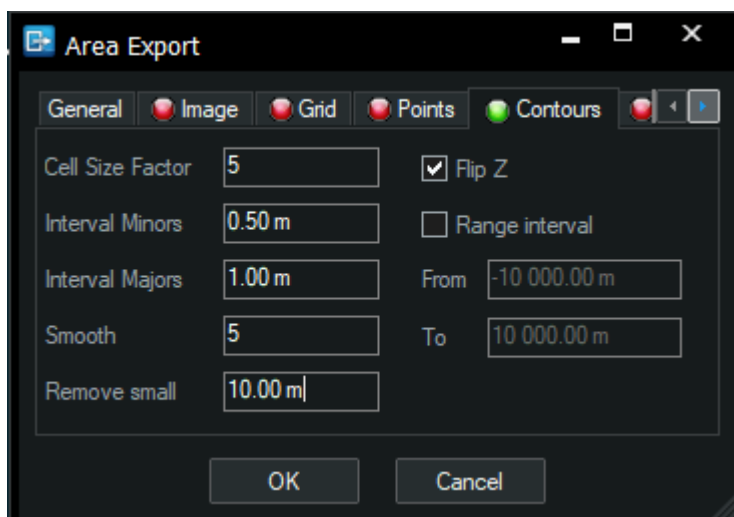 Area Export
General Image Grid Points Contours
Cell Size Factor 5 Flip Z
Interval Minors 0.50 m Range interval
Interval Majors 1.00 m From -10 000.00 m
Smooth 5 To 10 000.00 m
Remove small 10.00 m
OK Cancel